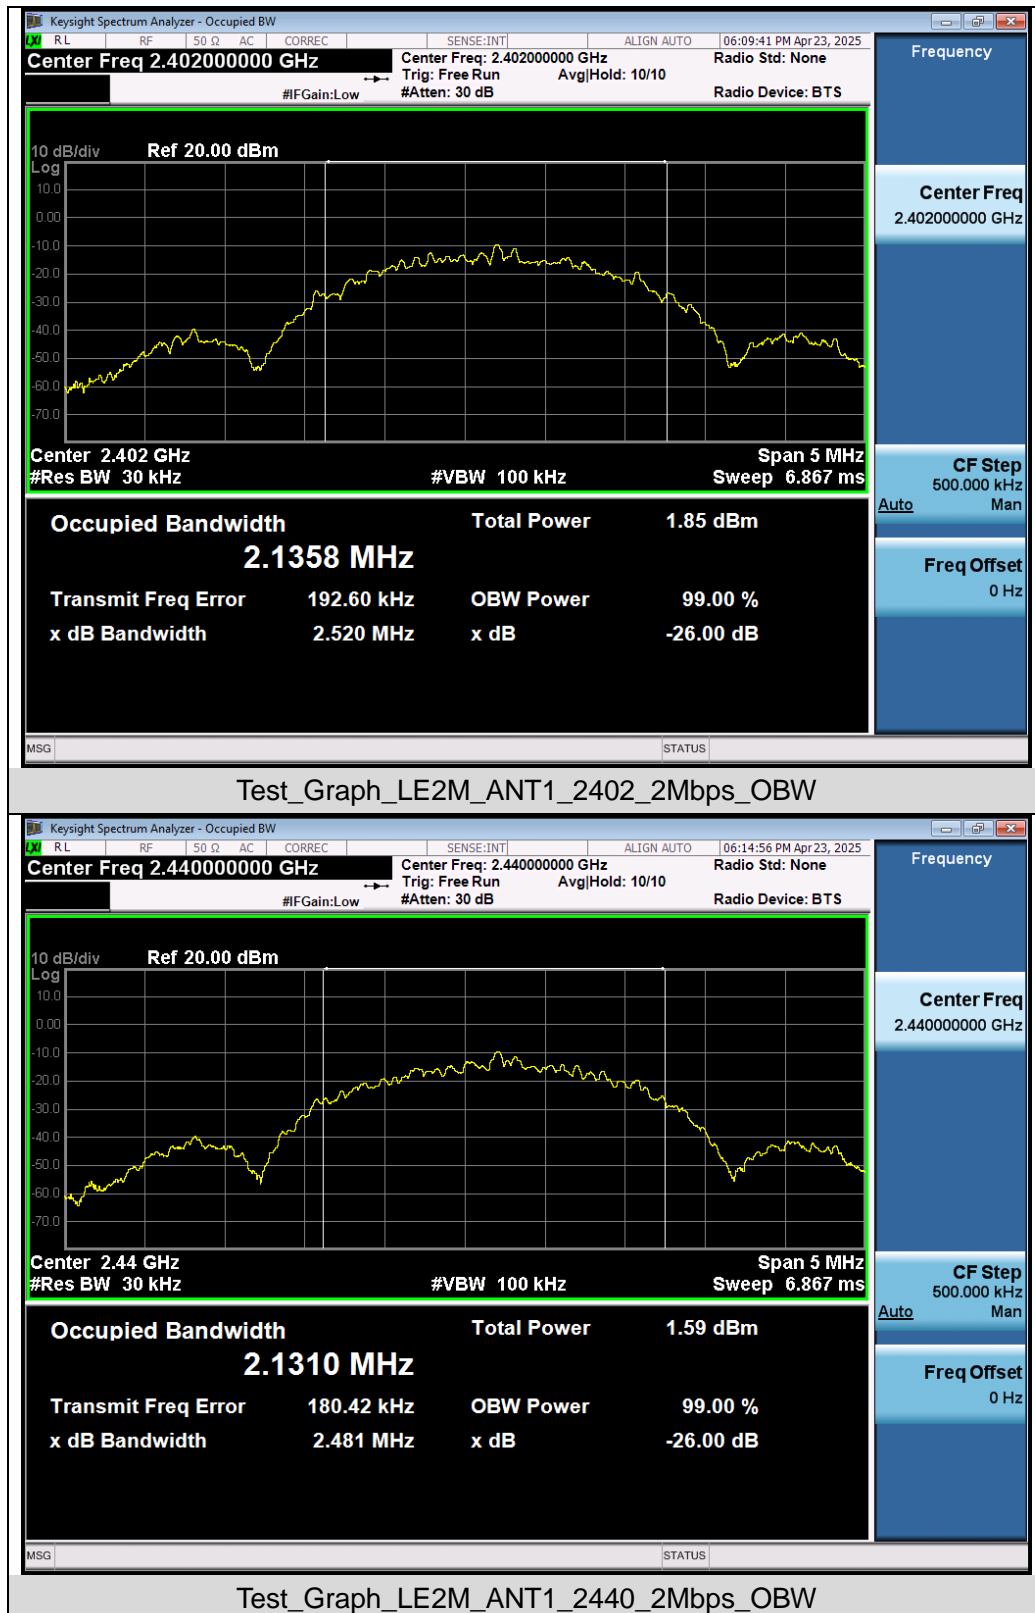 Keysight Spectrum Analyzer - Occupied BW
LXI RL RF 50 Ω AC CORREC SENSE:INT ALIGN AUTO 06:09:41 PM Apr 23, 2025
Center Freq 2.402000000 GHz
Center Freq: 2.402000000 GHz Radio Std: None
Trig: Free Run Avg|Hold: 10/10
#IFGain:Low #Atten: 30 dB Radio Device: BTS
Frequency
10 dB/div Ref 20.00 dBm
Log
10.0
0.00
-10.0
-20.0
-30.0
-40.0
-50.0
-60.0
-70.0
Center Freq
2.402000000 GHz
Center 2.402 GHz Span 5 MHz
#Res BW 30 kHz #VBW 100 kHz Sweep 6.867 ms
CF Step
500.000 kHz
Auto Man
Occupied Bandwidth Total Power 1.85 dBm
2.1358 MHz
Transmit Freq Error 192.60 kHz OBW Power 99.00 %
x dB Bandwidth 2.520 MHz x dB -26.00 dB
Freq Offset
0 Hz
MSG STATUS
Test_Graph_LE2M_ANT1_2402_2Mbps_OBW
Keysight Spectrum Analyzer - Occupied BW
LXI RL RF 50 Ω AC CORREC SENSE:INT ALIGN AUTO 06:14:56 PM Apr 23, 2025
Center Freq 2.440000000 GHz
Center Freq: 2.440000000 GHz Radio Std: None
Trig: Free Run Avg|Hold: 10/10
#IFGain:Low #Atten: 30 dB Radio Device: BTS
Frequency
10 dB/div Ref 20.00 dBm
Log
10.0
0.00
-10.0
-20.0
-30.0
-40.0
-50.0
-60.0
-70.0
Center Freq
2.440000000 GHz
Center 2.44 GHz Span 5 MHz
#Res BW 30 kHz #VBW 100 kHz Sweep 6.867 ms
CF Step
500.000 kHz
Auto Man
Occupied Bandwidth Total Power 1.59 dBm
2.1310 MHz
Transmit Freq Error 180.42 kHz OBW Power 99.00 %
x dB Bandwidth 2.481 MHz x dB -26.00 dB
Freq Offset
0 Hz
MSG STATUS
Test_Graph_LE2M_ANT1_2440_2Mbps_OBW